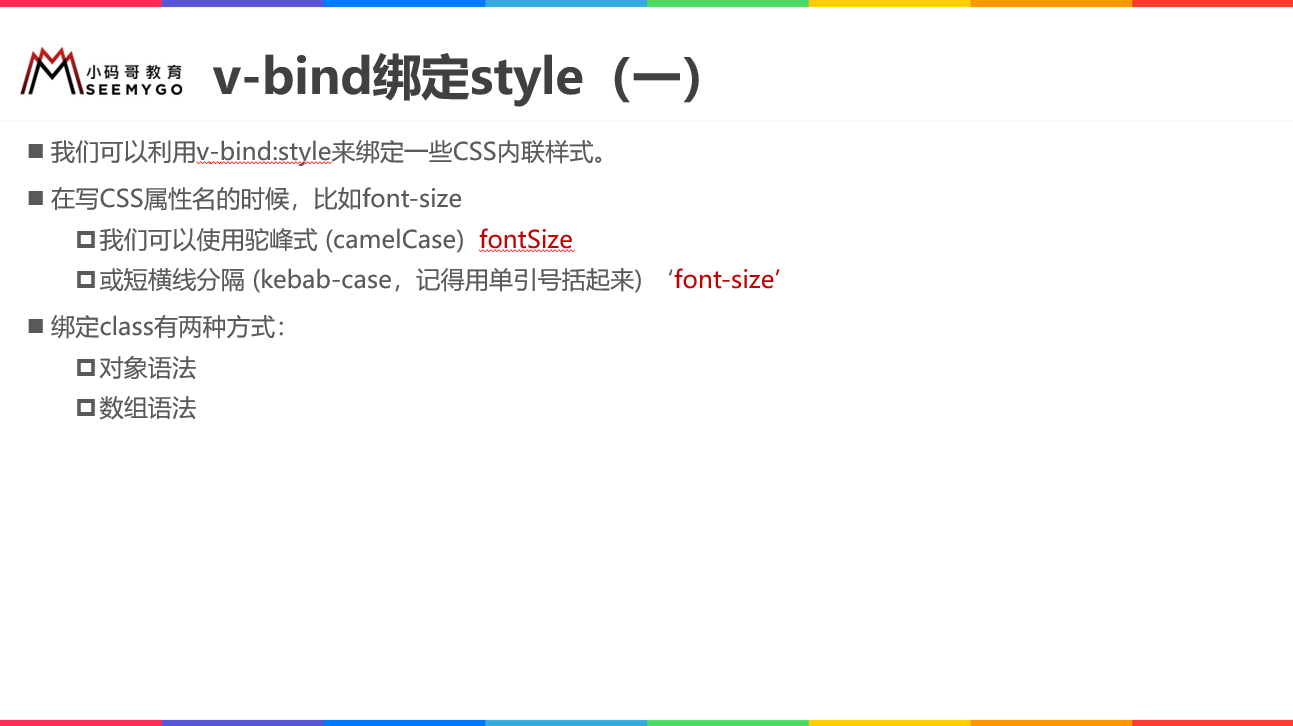 小码哥教育
SEEMYGO
v-bind绑定style（一）
我们可以利用v-bind:style来绑定一些CSS内联样式。
在写CSS属性名的时候，比如font-size
我们可以使用驼峰式 (camelCase) fontSize
或短横线分隔 (kebab-case，记得用单引号括起来) ‘font-size’
绑定class有两种方式：
对象语法
数组语法